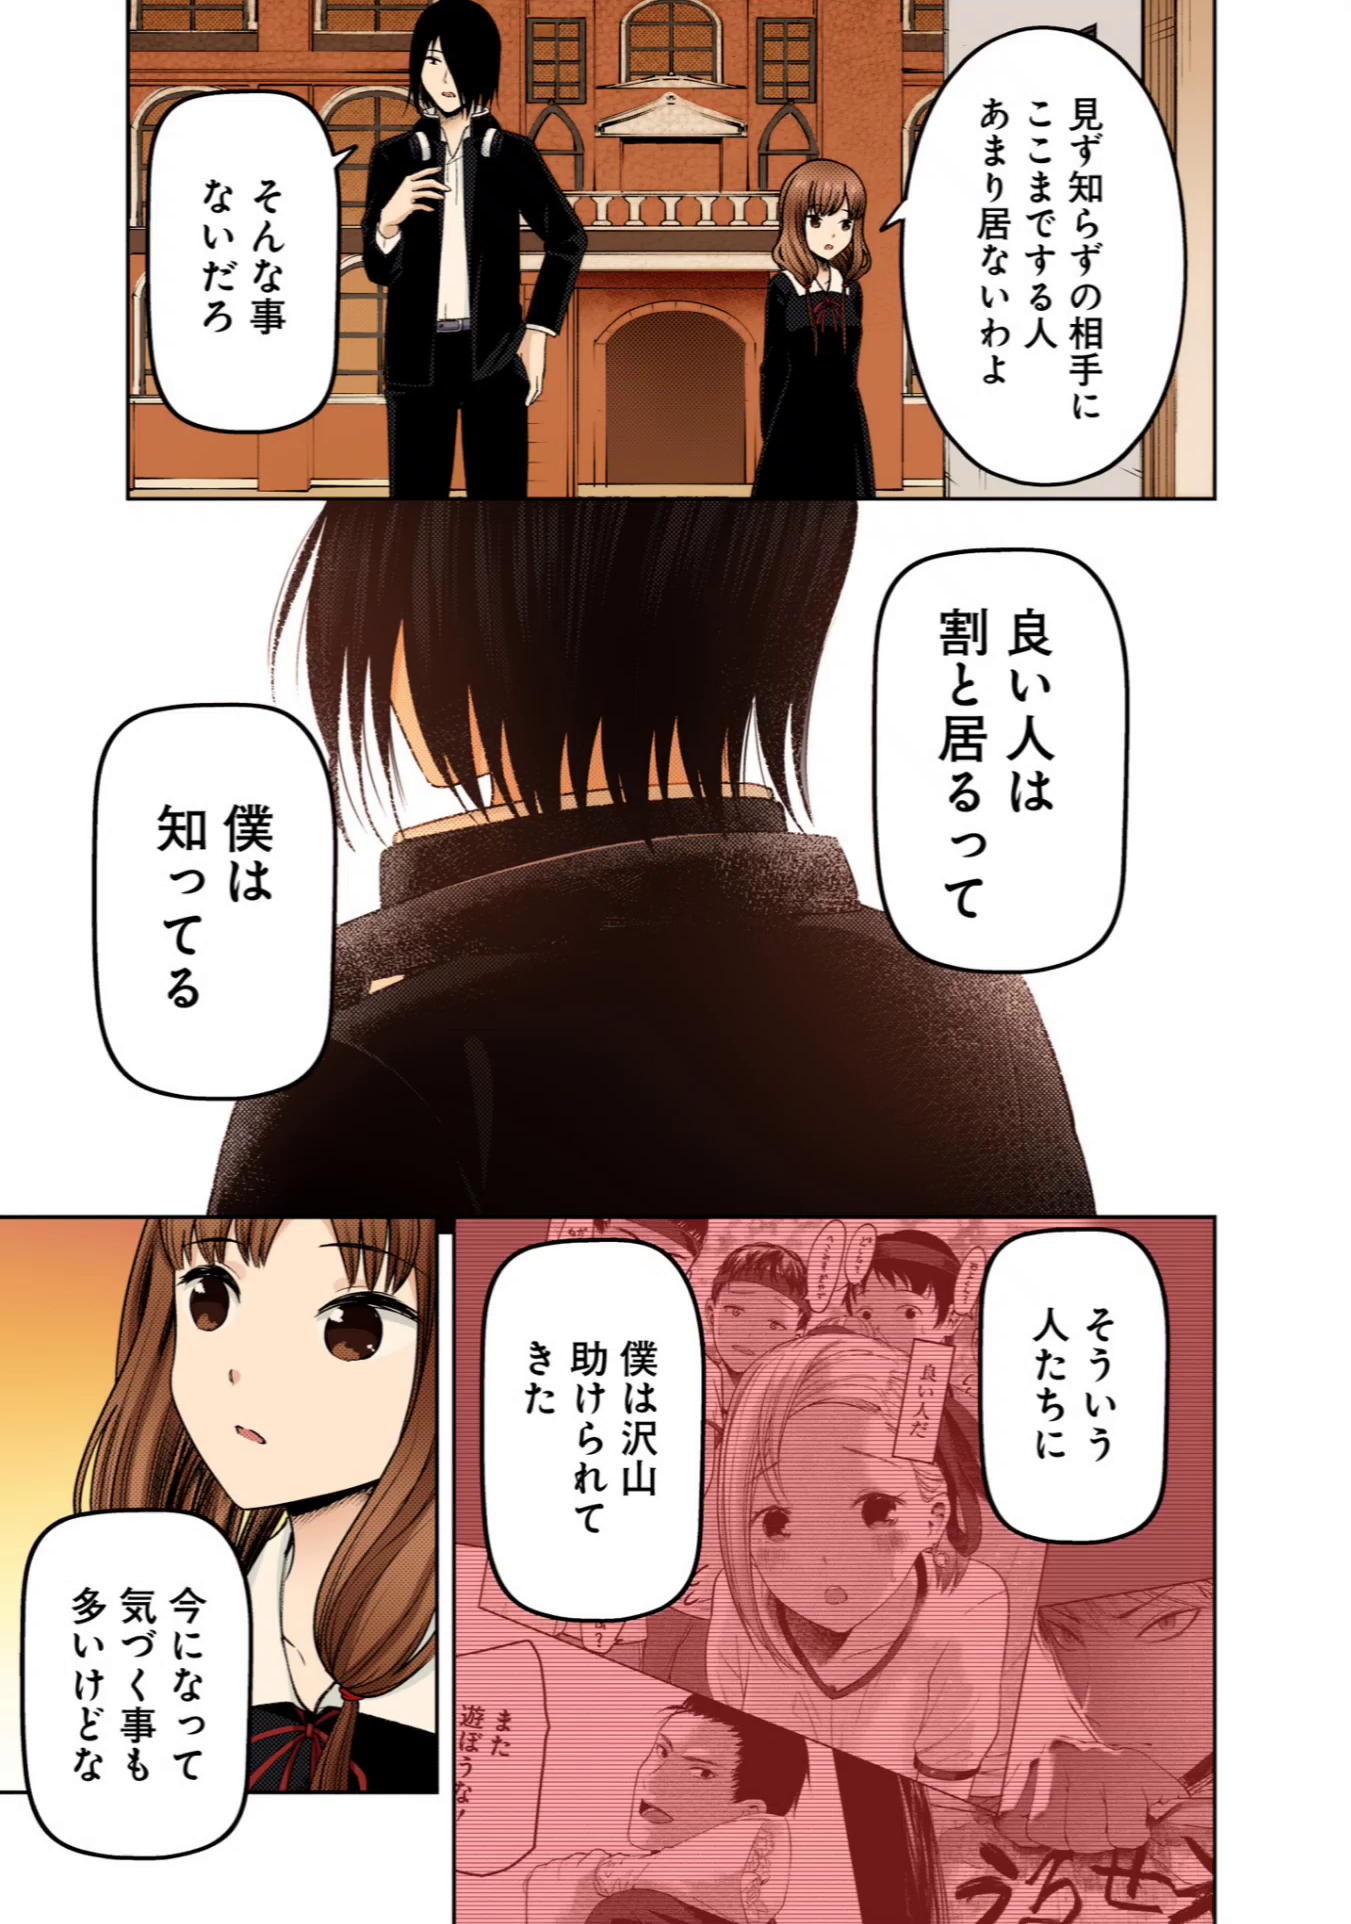 見ず知らずの相手に
ここまでする人
あまり居ないわよ
そんな事
ないだろ
良い人は
割と居るって
僕は
知ってる
そういう
人たちに
良い人だ
僕は沢山
助けられて
きた
また
遊ぼうな!
うるせ
今になって
気づく事も
多いけどな